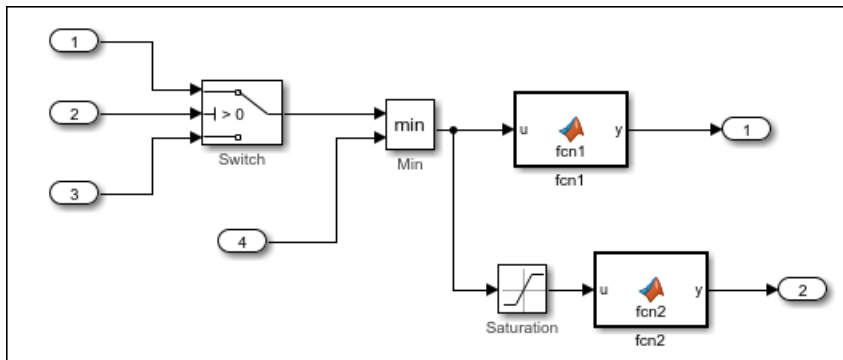 1
2
> 0
3
Switch
4
min
Min
u
fcn1
y
fcn1
1
Saturation
u
fcn2
y
fcn2
2